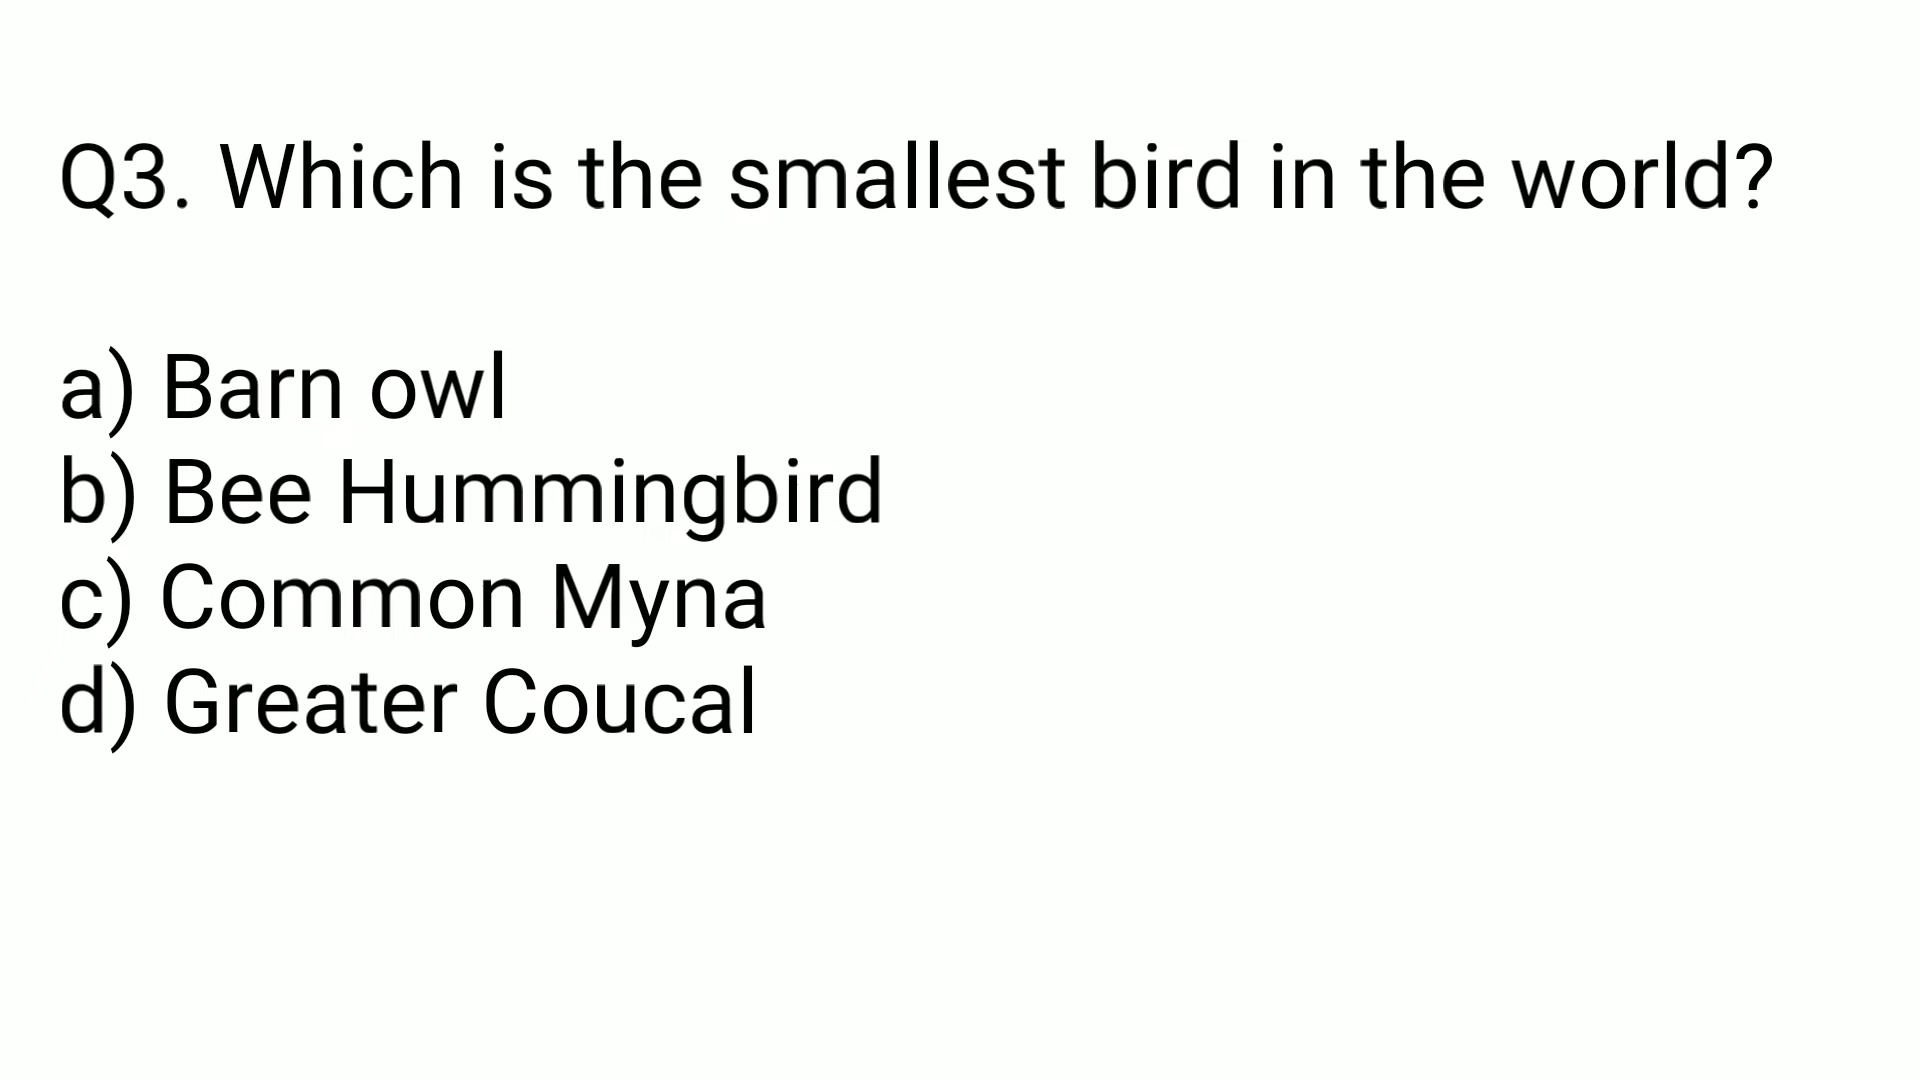 Q3. Which is the smallest bird in the world?
a) Barn owl
b) Bee Hummingbird
c) Common Myna
d) Greater Coucal